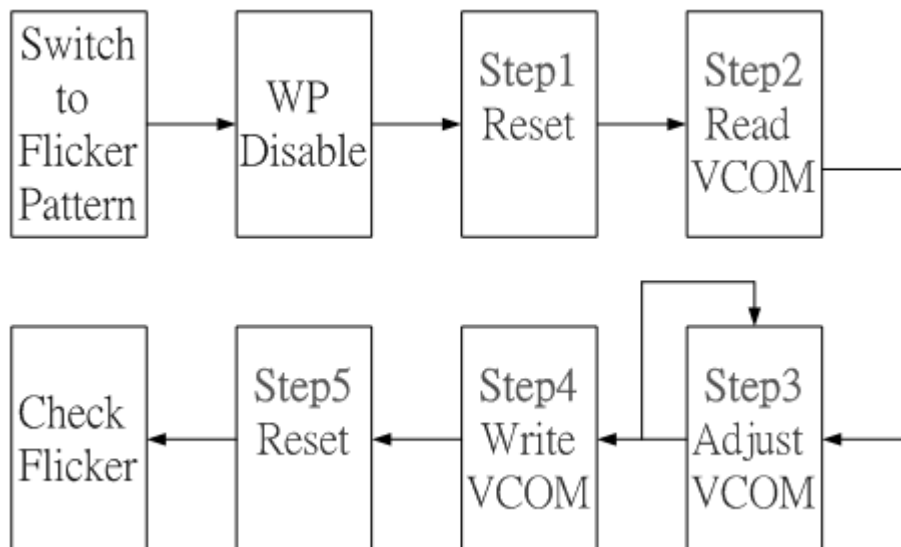 Switch
to
Flicker
Pattern
WP
Disable
Step1
Reset
Step2
Read
VCOM
Step3
Adjust
VCOM
Step4
Write
VCOM
Step5
Reset
Check
Flicker